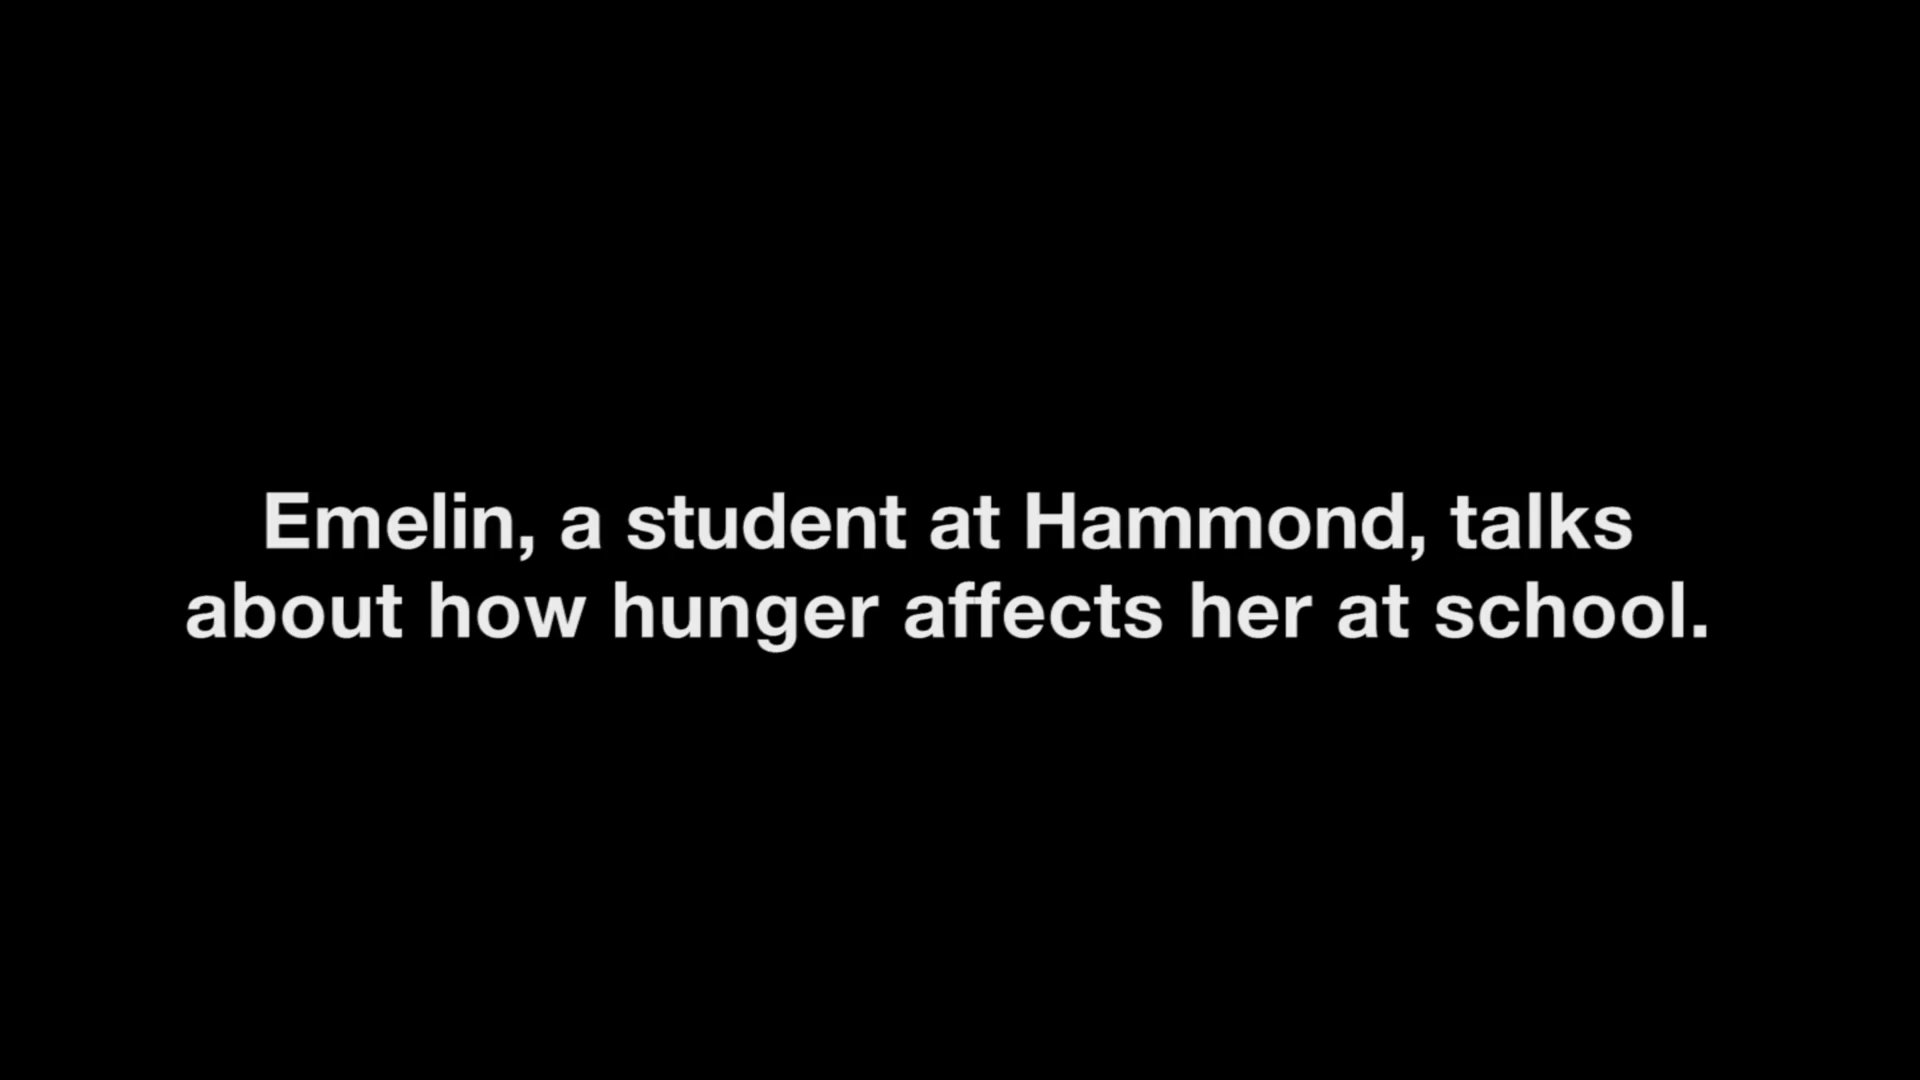 Emelin, a student at Hammond, talks
about how hunger affects her at school.